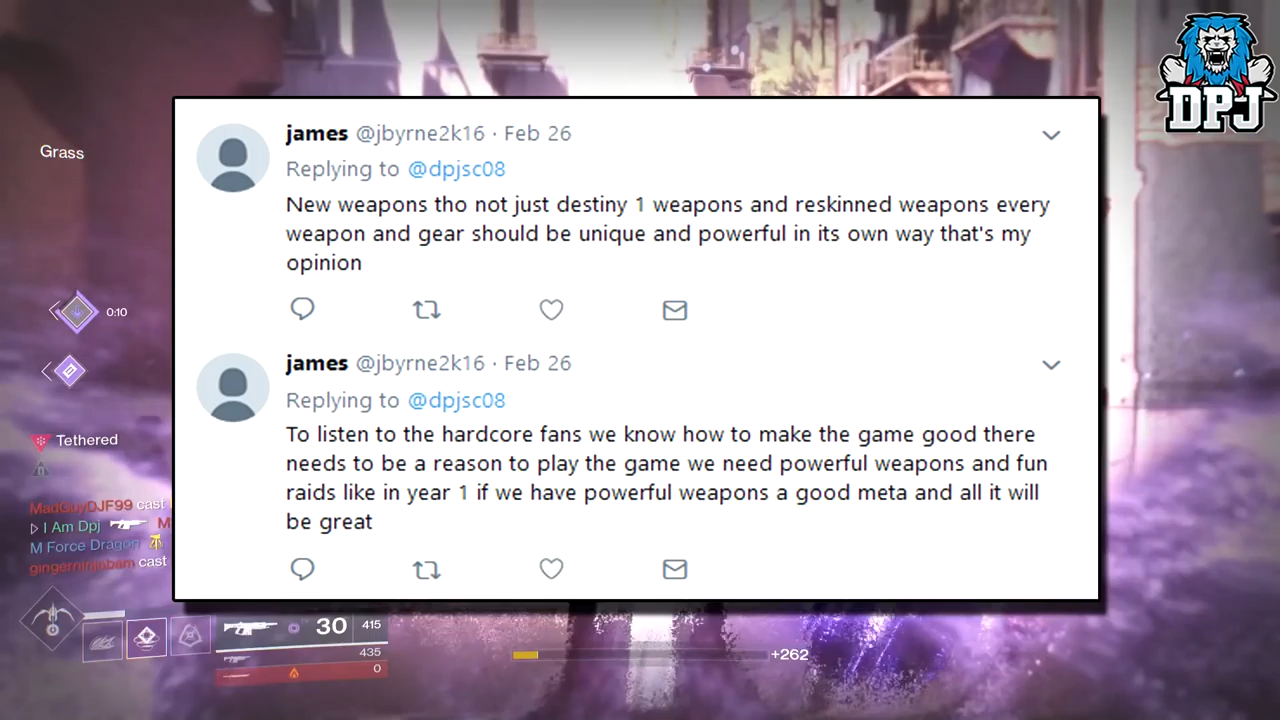 DPJ
Grass
james @jbyrne2k16 · Feb 26
Replying to @dpjsc08
New weapons tho not just destiny 1 weapons and reskinned weapons every
weapon and gear should be unique and powerful in its own way that's my
opinion
0:10
james @jbyrne2k16 · Feb 26
Replying to @dpjsc08
To listen to the hardcore fans we know how to make the game good there
needs to be a reason to play the game we need powerful weapons and fun
raids like in year 1 if we have powerful weapons a good meta and all it will
be great
Tethered
MadGuyDJF99 cast
I Am Dpj M
M Force Dragon
gingerninjabam cast
30 415
435
0
+262